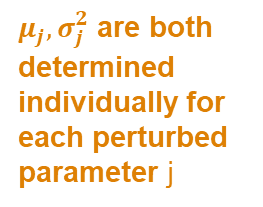 μⱼ, σⱼ² are both
determined
individually for
each perturbed
parameter j